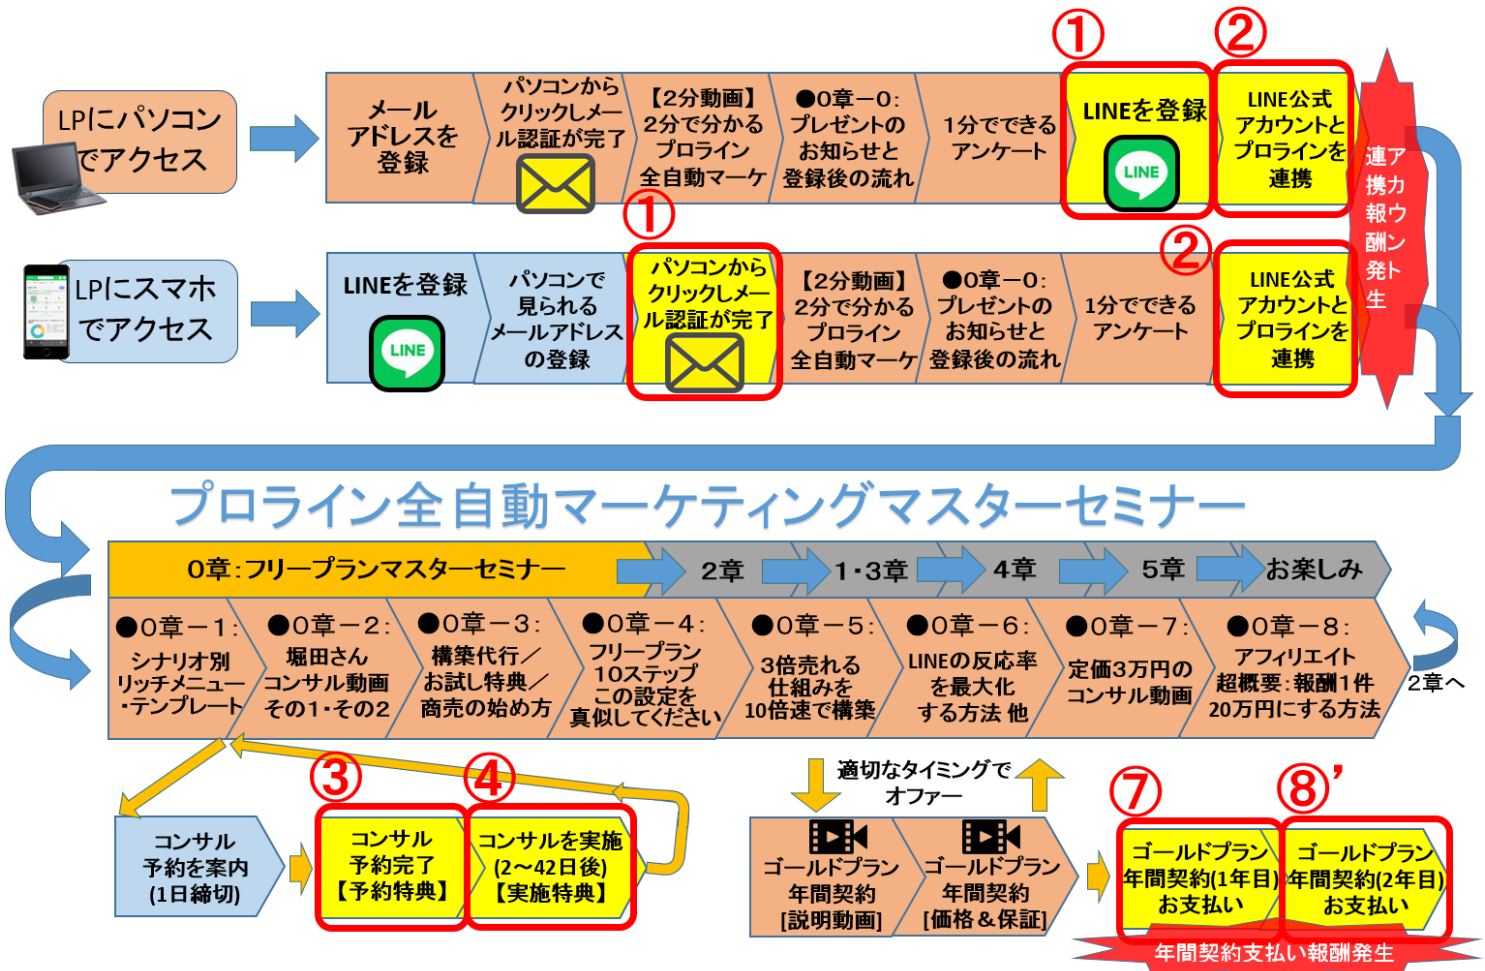 ①
②
LPにパソコン
でアクセス
メール
アドレスを
登録
パソコンから
クリックしメー
ル認証が完了
【2分動画】
2分で分かる
プロライン
全自動マーケ
●0章－0：
プレゼントの
お知らせと
登録後の流れ
1分でできる
アンケート
LINEを登録
LINE
LINE公式
アカウントと
プロラインを
連携
アカウント
連携報酬発生
LPにスマホ
でアクセス
LINEを登録
LINE
パソコンで
見られる
メールアドレス
の登録
①
パソコンから
クリックしメー
ル認証が完了
【2分動画】
2分で分かる
プロライン
全自動マーケ
●0章－0：
プレゼントの
お知らせと
登録後の流れ
1分でできる
アンケート
②
LINE公式
アカウントと
プロラインを
連携
プロライン全自動マーケティングマスターセミナー
0章：フリープランマスターセミナー
2章
1・3章
4章
5章
お楽しみ
●0章－1：
シナリオ別
リッチメニュー
・テンプレート
●0章－2：
堀田さん
コンサル動画
その1・その2
●0章－3：
構築代行／
お試し特典／
商売の始め方
●0章－4：
フリープラン
10ステップ
この設定を
真似してください
●0章－5：
3倍売れる
仕組みを
10倍速で構築
●0章－6：
LINEの反応率
を最大化
する方法 他
●0章－7：
定価3万円の
コンサル動画
●0章－8：
アフィリエイト
超概要：報酬1件
20万円にする方法
2章へ
コンサル
予約を案内
(1日締切)
③
コンサル
予約完了
【予約特典】
④
コンサルを実施
(2～42日後)
【実施特典】
適切なタイミングで
オファー
ゴールドプラン
年間契約
[説明動画]
ゴールドプラン
年間契約
[価格＆保証]
⑦
ゴールドプラン
年間契約(1年目)
お支払い
⑧’
ゴールドプラン
年間契約(2年目)
お支払い
年間契約支払い報酬発生